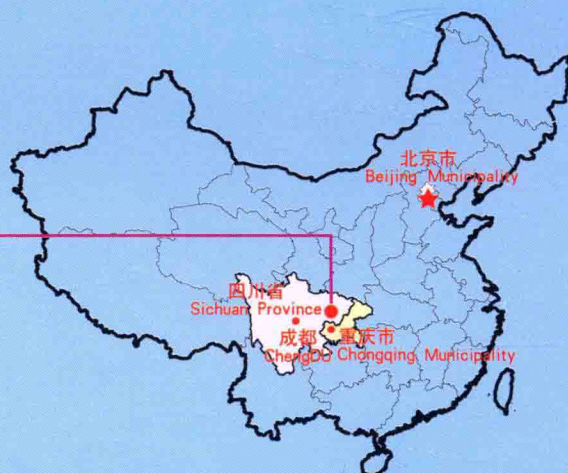 北京市
Beijing Municipality
四川省
Sichuan Province
成都
ChengDU
重庆市
Chongqing Municipality